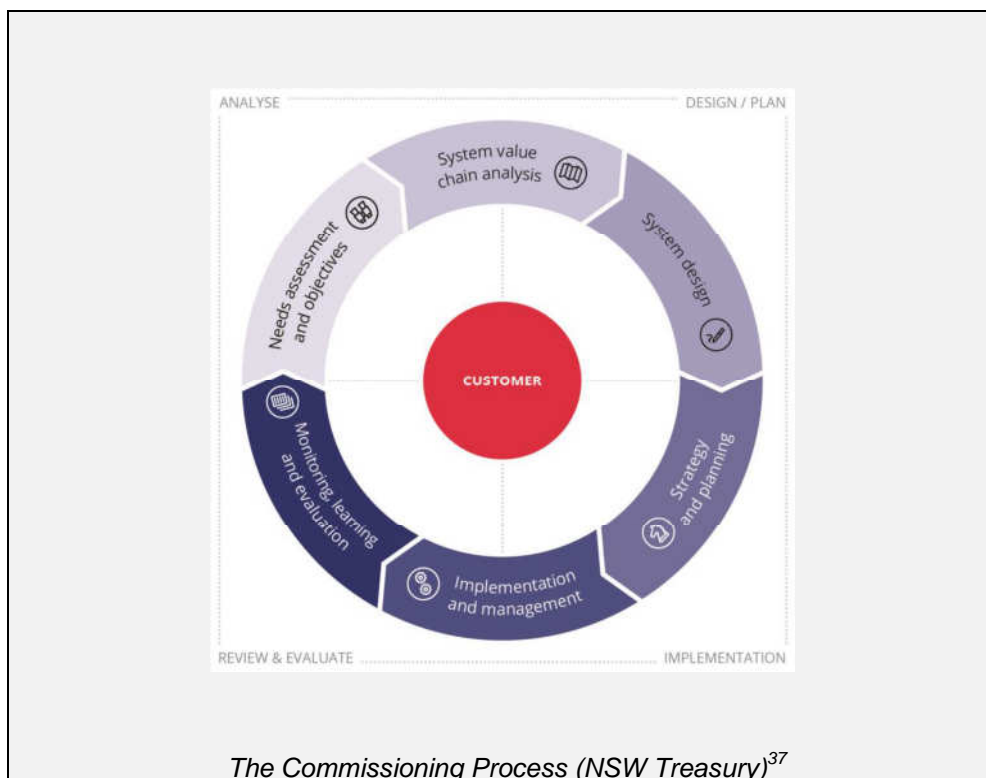 ANALYSE
DESIGN / PLAN
System value
chain analysis
System design
Strategy
and planning
Implementation
and management
Monitoring, learning
and evaluation
Needs assessment
and objectives
CUSTOMER
REVIEW & EVALUATE
IMPLEMENTATION
The Commissioning Process (NSW Treasury)37